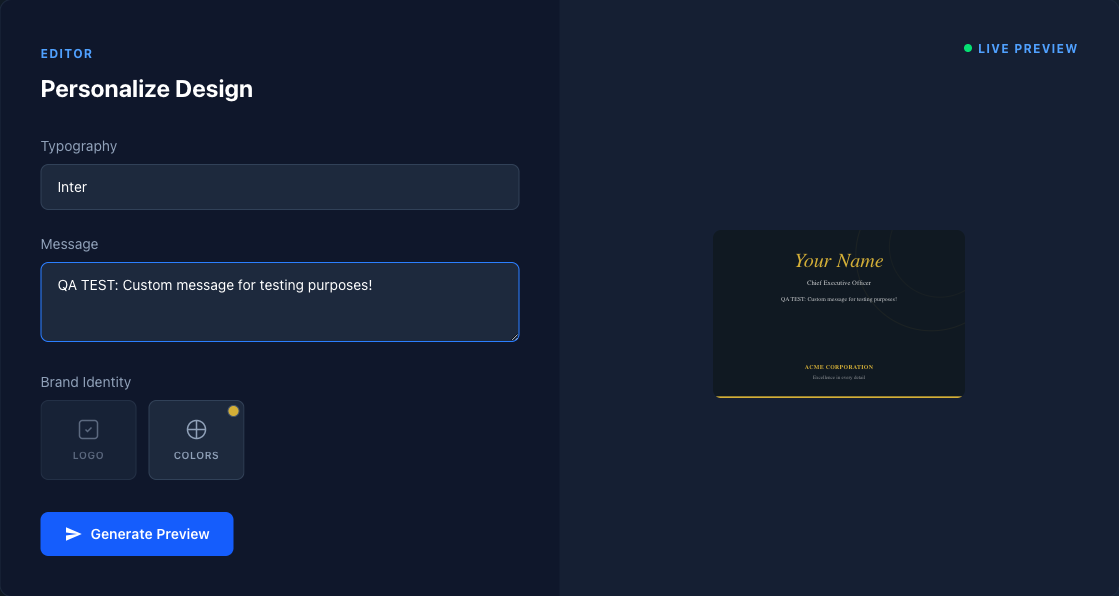 EDITOR
Personalize Design
Typography
Inter
Message
QA TEST: Custom message for testing purposes!
Brand Identity
LOGO
COLORS
Generate Preview
LIVE PREVIEW
Your Name
Chief Executive Officer
QA TEST: Custom message for testing purposes!
ACME CORPORATION
Excellence in every detail